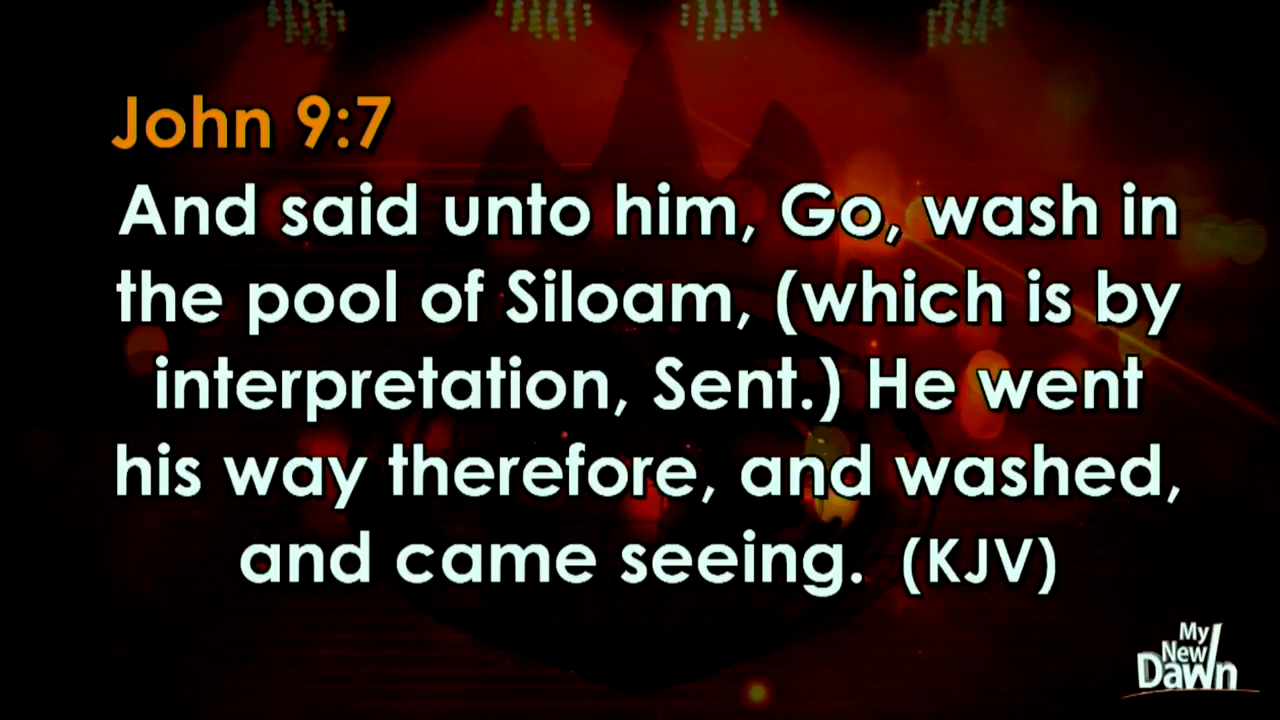 John 9:7
And said unto him, Go, wash in
the pool of Siloam, (which is by
interpretation, Sent.) He went
his way therefore, and washed,
and came seeing. (KJV)
My
New
Dawn